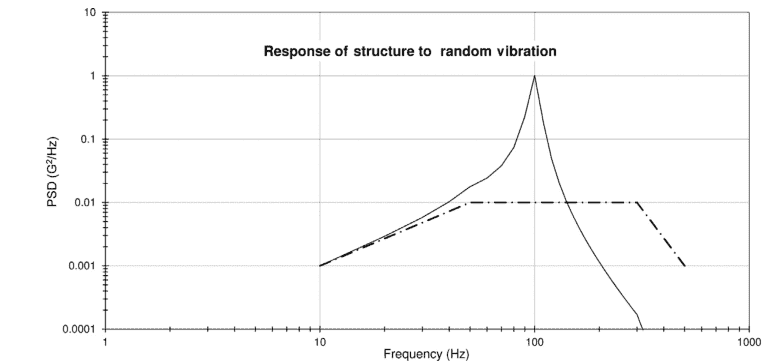 10
Response of structure to random vibration
1
0.1
PSD (G²/Hz)
0.01
0.001
0.0001
1 10 100 1000
Frequency (Hz)